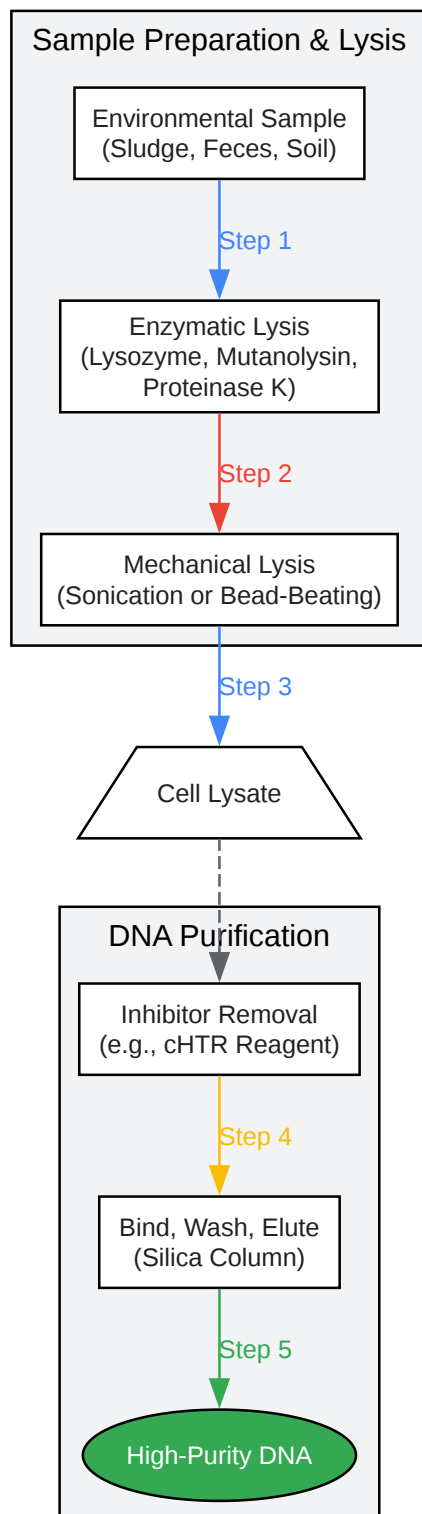 Sample Preparation & Lysis
Environmental Sample
(Sludge, Feces, Soil)
Step 1
Enzymatic Lysis
(Lysozyme, Mutanolysin,
Proteinase K)
Step 2
Mechanical Lysis
(Sonication or Bead-Beating)
Step 3
Cell Lysate
DNA Purification
Inhibitor Removal
(e.g., cHTR Reagent)
Step 4
Bind, Wash, Elute
(Silica Column)
Step 5
High-Purity DNA